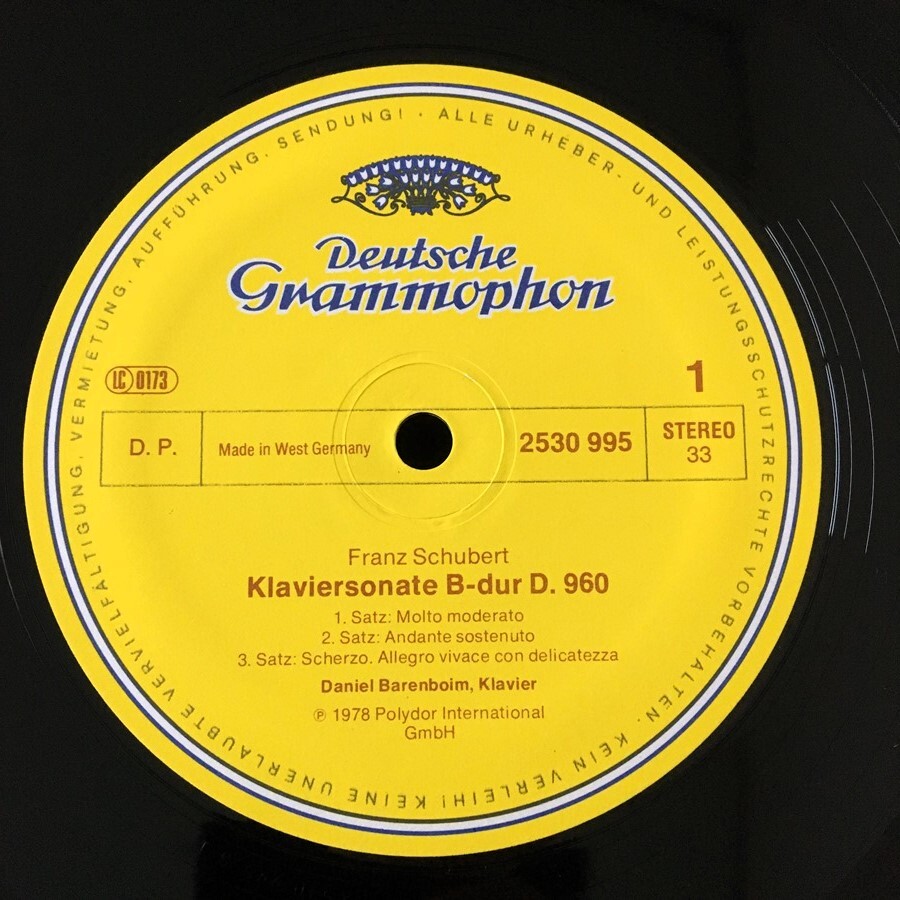 ALLE URHEBER- UND LEISTUNGSSCHUTZRECHTE VORBEHALTEN. KEIN VERLEIH! KEINE UNERLAUBTE VERVIELFÄLTIGUNG, VERMIETUNG, AUFFÜHRUNG, SENDUNG! ·
Deutsche
Grammophon
LC 0173
1
D. P.
Made in West Germany
2530 995
STEREO
33
Franz Schubert
Klaviersonate B-dur D. 960
1. Satz: Molto moderato
2. Satz: Andante sostenuto
3. Satz: Scherzo. Allegro vivace con delicatezza
Daniel Barenboim, Klavier
℗ 1978 Polydor International
GmbH